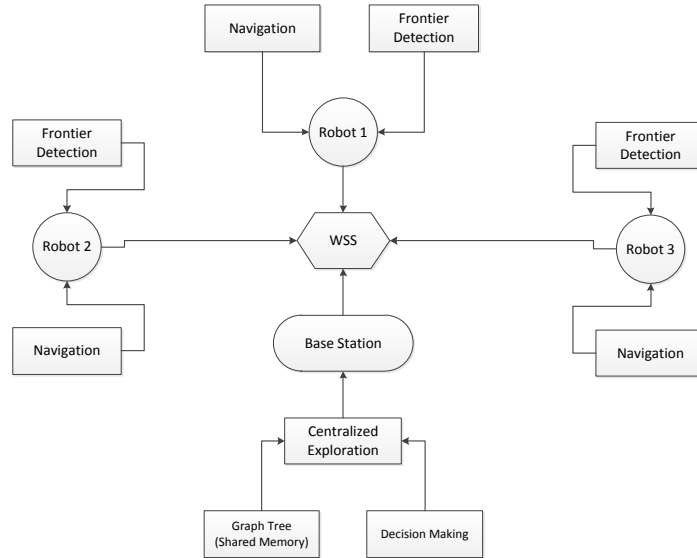 Navigation
Frontier
Detection
Robot 1
Frontier
Detection
Frontier
Detection
Robot 2
WSS
Robot 3
Navigation
Base Station
Navigation
Centralized
Exploration
Graph Tree
(Shared Memory)
Decision Making